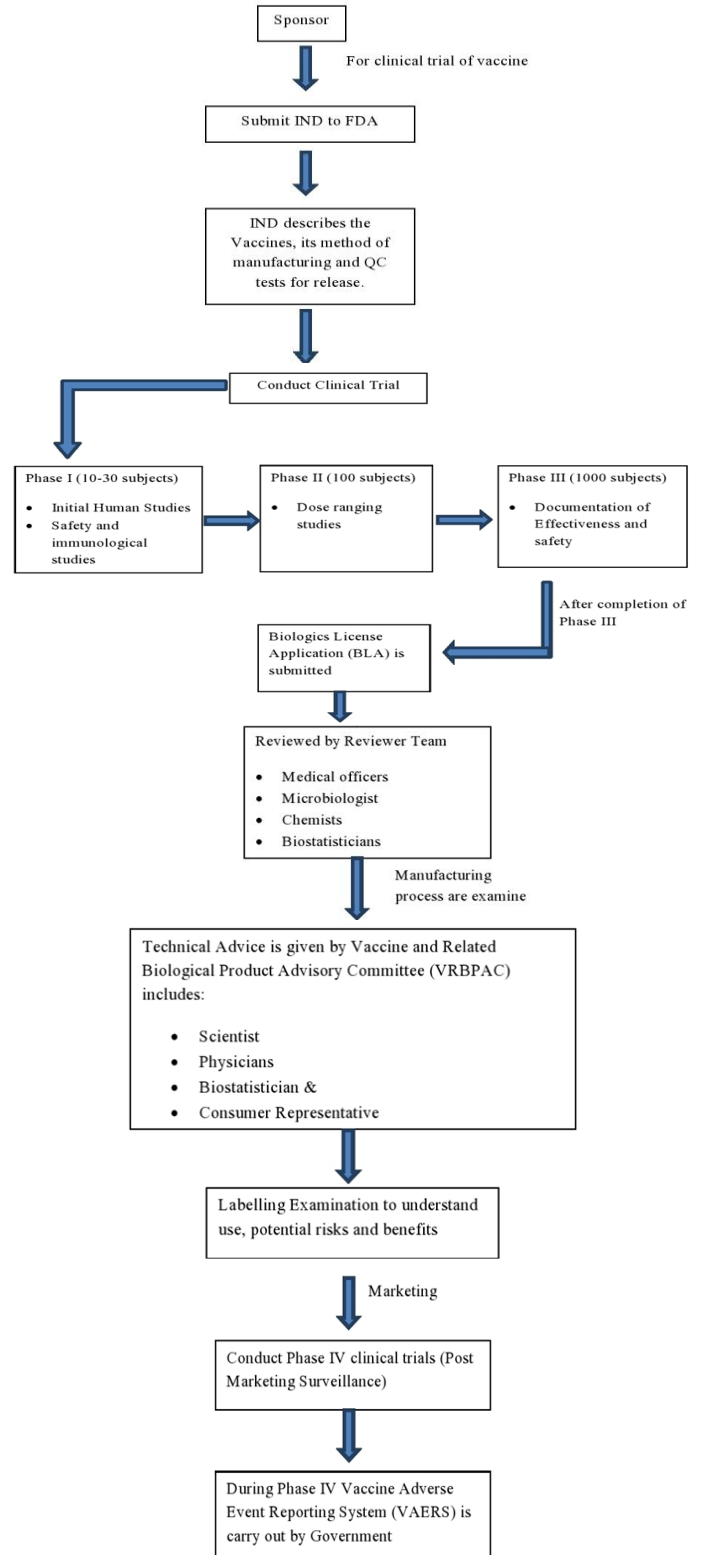 Sponsor
For clinical trial of vaccine
Submit IND to FDA
IND describes the
Vaccines, its method of
manufacturing and QC
tests for release.
Conduct Clinical Trial
Phase I (10-30 subjects)
• Initial Human Studies
• Safety and
immunological
studies
Phase II (100 subjects)
• Dose ranging
studies
Phase III (1000 subjects)
• Documentation of
Effectiveness and
safety
After completion of
Phase III
Biologics License
Application (BLA) is
submitted
Reviewed by Reviewer Team
• Medical officers
• Microbiologist
• Chemists
• Biostatisticians
Manufacturing
process are examine
Technical Advice is given by Vaccine and Related
Biological Product Advisory Committee (VRBPAC)
includes:
• Scientist
• Physicians
• Biostatistician &
• Consumer Representative
Labelling Examination to understand
use, potential risks and benefits
Marketing
Conduct Phase IV clinical trials (Post
Marketing Surveillance)
During Phase IV Vaccine Adverse
Event Reporting System (VAERS) is
carry out by Government